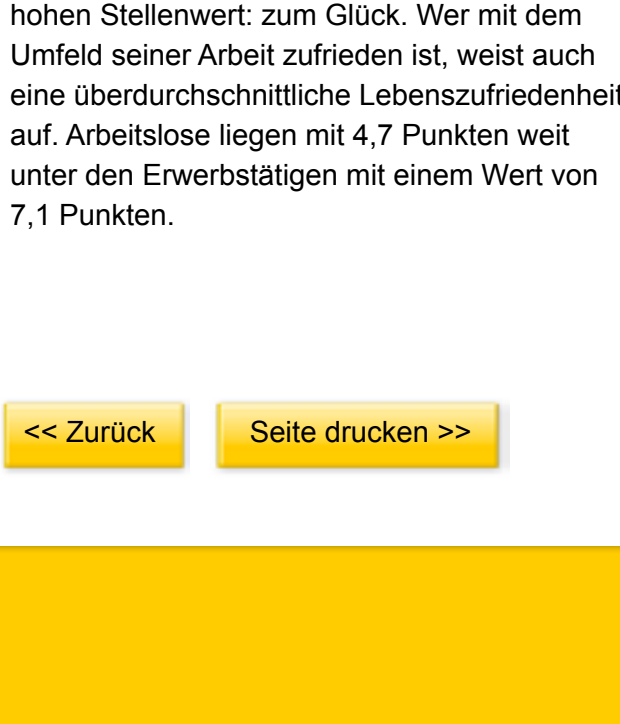 hohen Stellenwert: zum Glück. Wer mit dem
Umfeld seiner Arbeit zufrieden ist, weist auch
eine überdurchschnittliche Lebenszufriedenheit
auf. Arbeitslose liegen mit 4,7 Punkten weit
unter den Erwerbstätigen mit einem Wert von
7,1 Punkten.
<< Zurück
Seite drucken >>